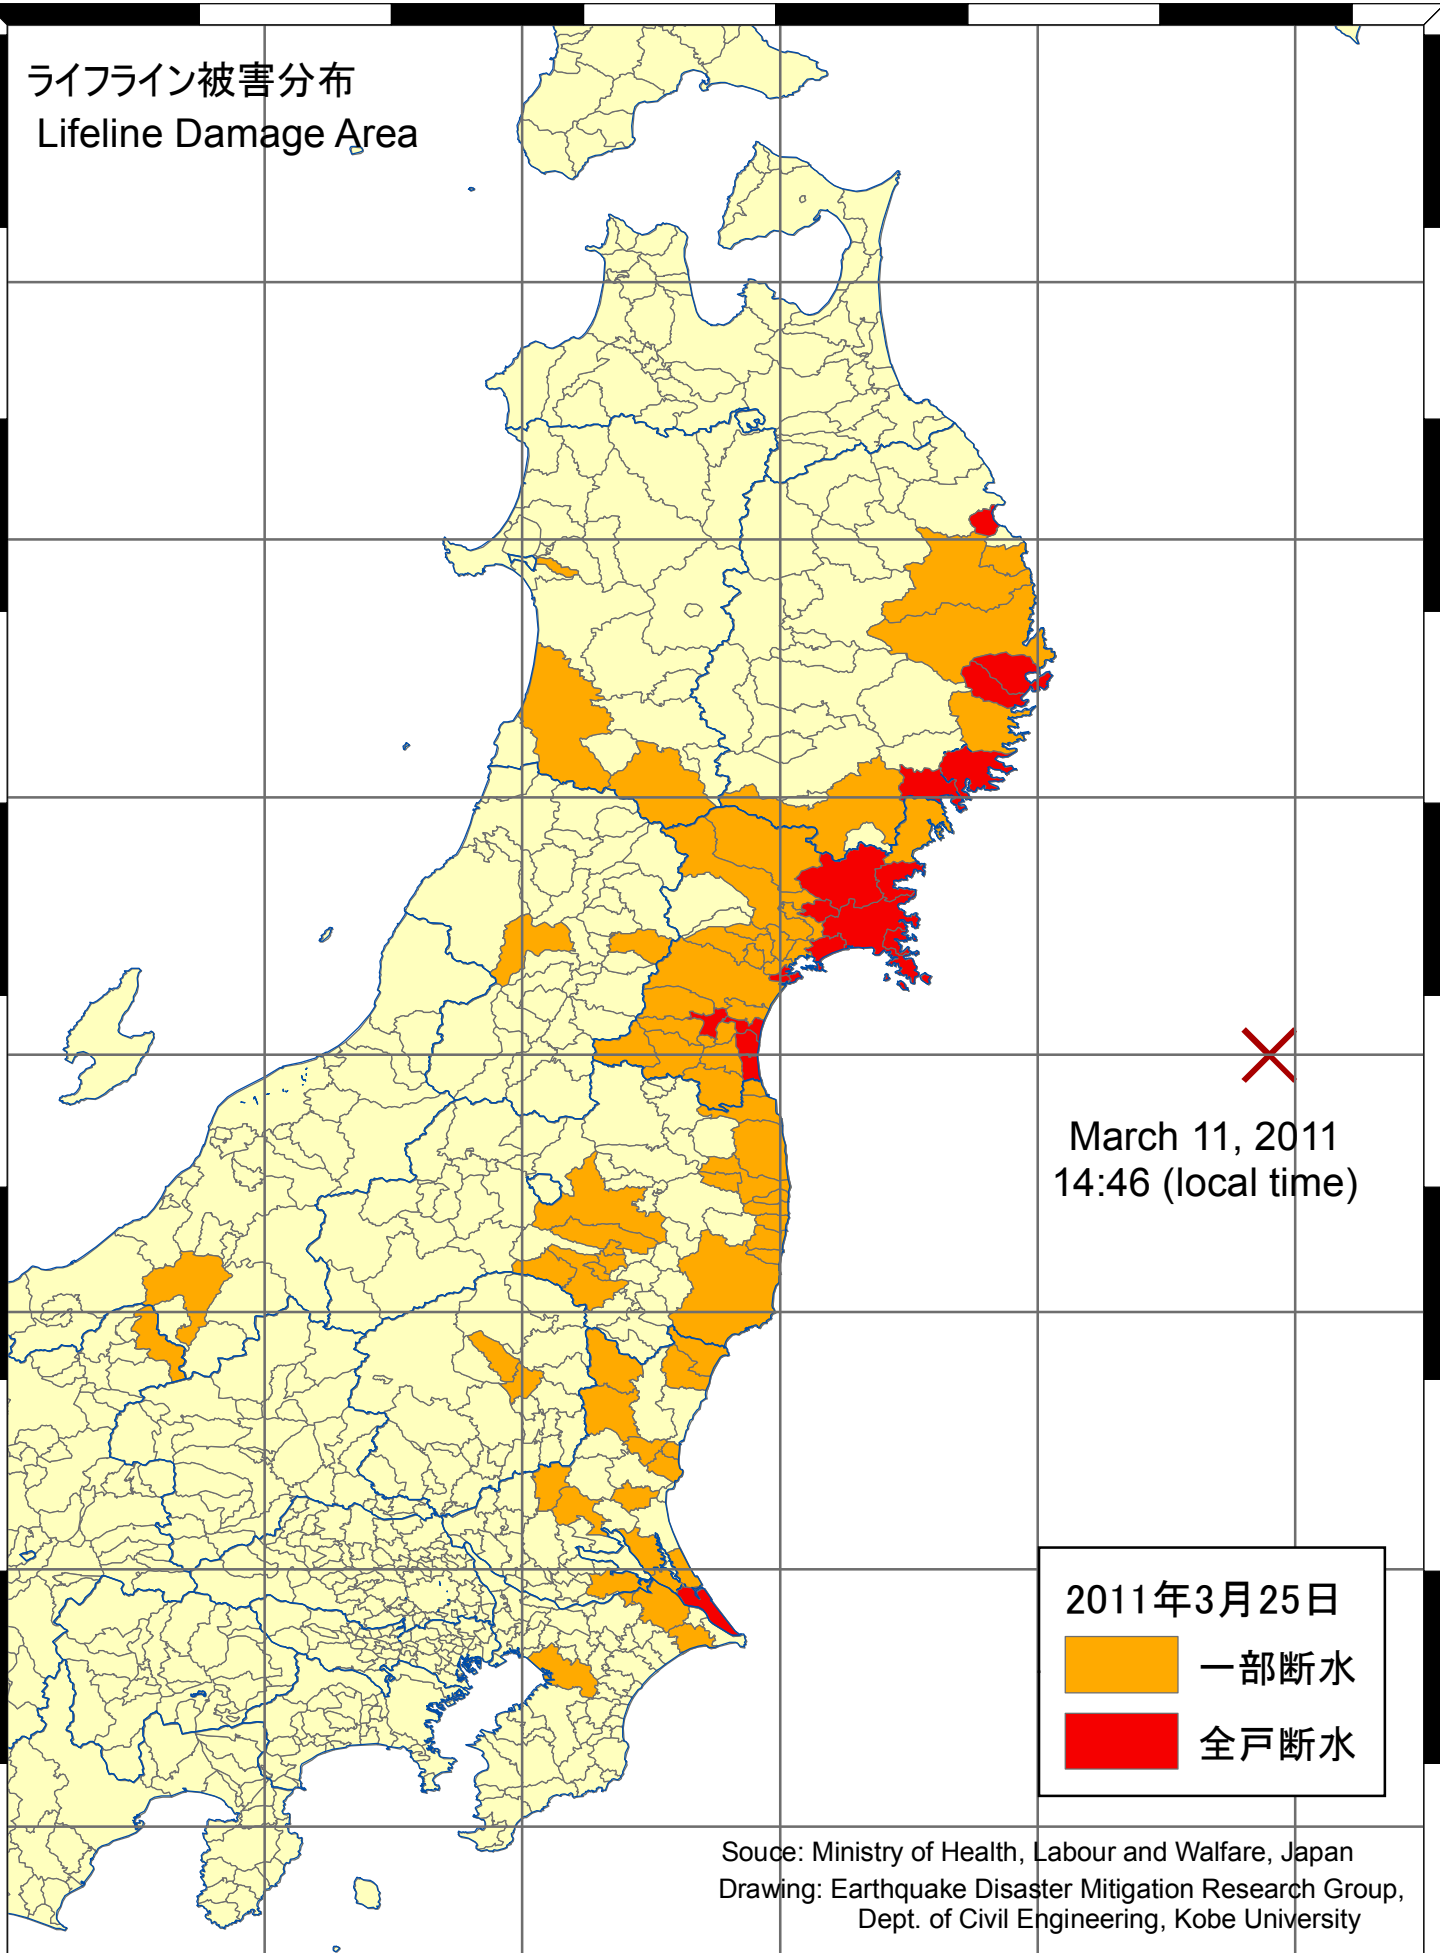 ライフライン被害分布
Lifeline Damage Area
March 11, 2011
14:46 (local time)
2011年3月25日
一部断水
全戸断水
Souce: Ministry of Health, Labour and Walfare, Japan
Drawing: Earthquake Disaster Mitigation Research Group,
Dept. of Civil Engineering, Kobe University